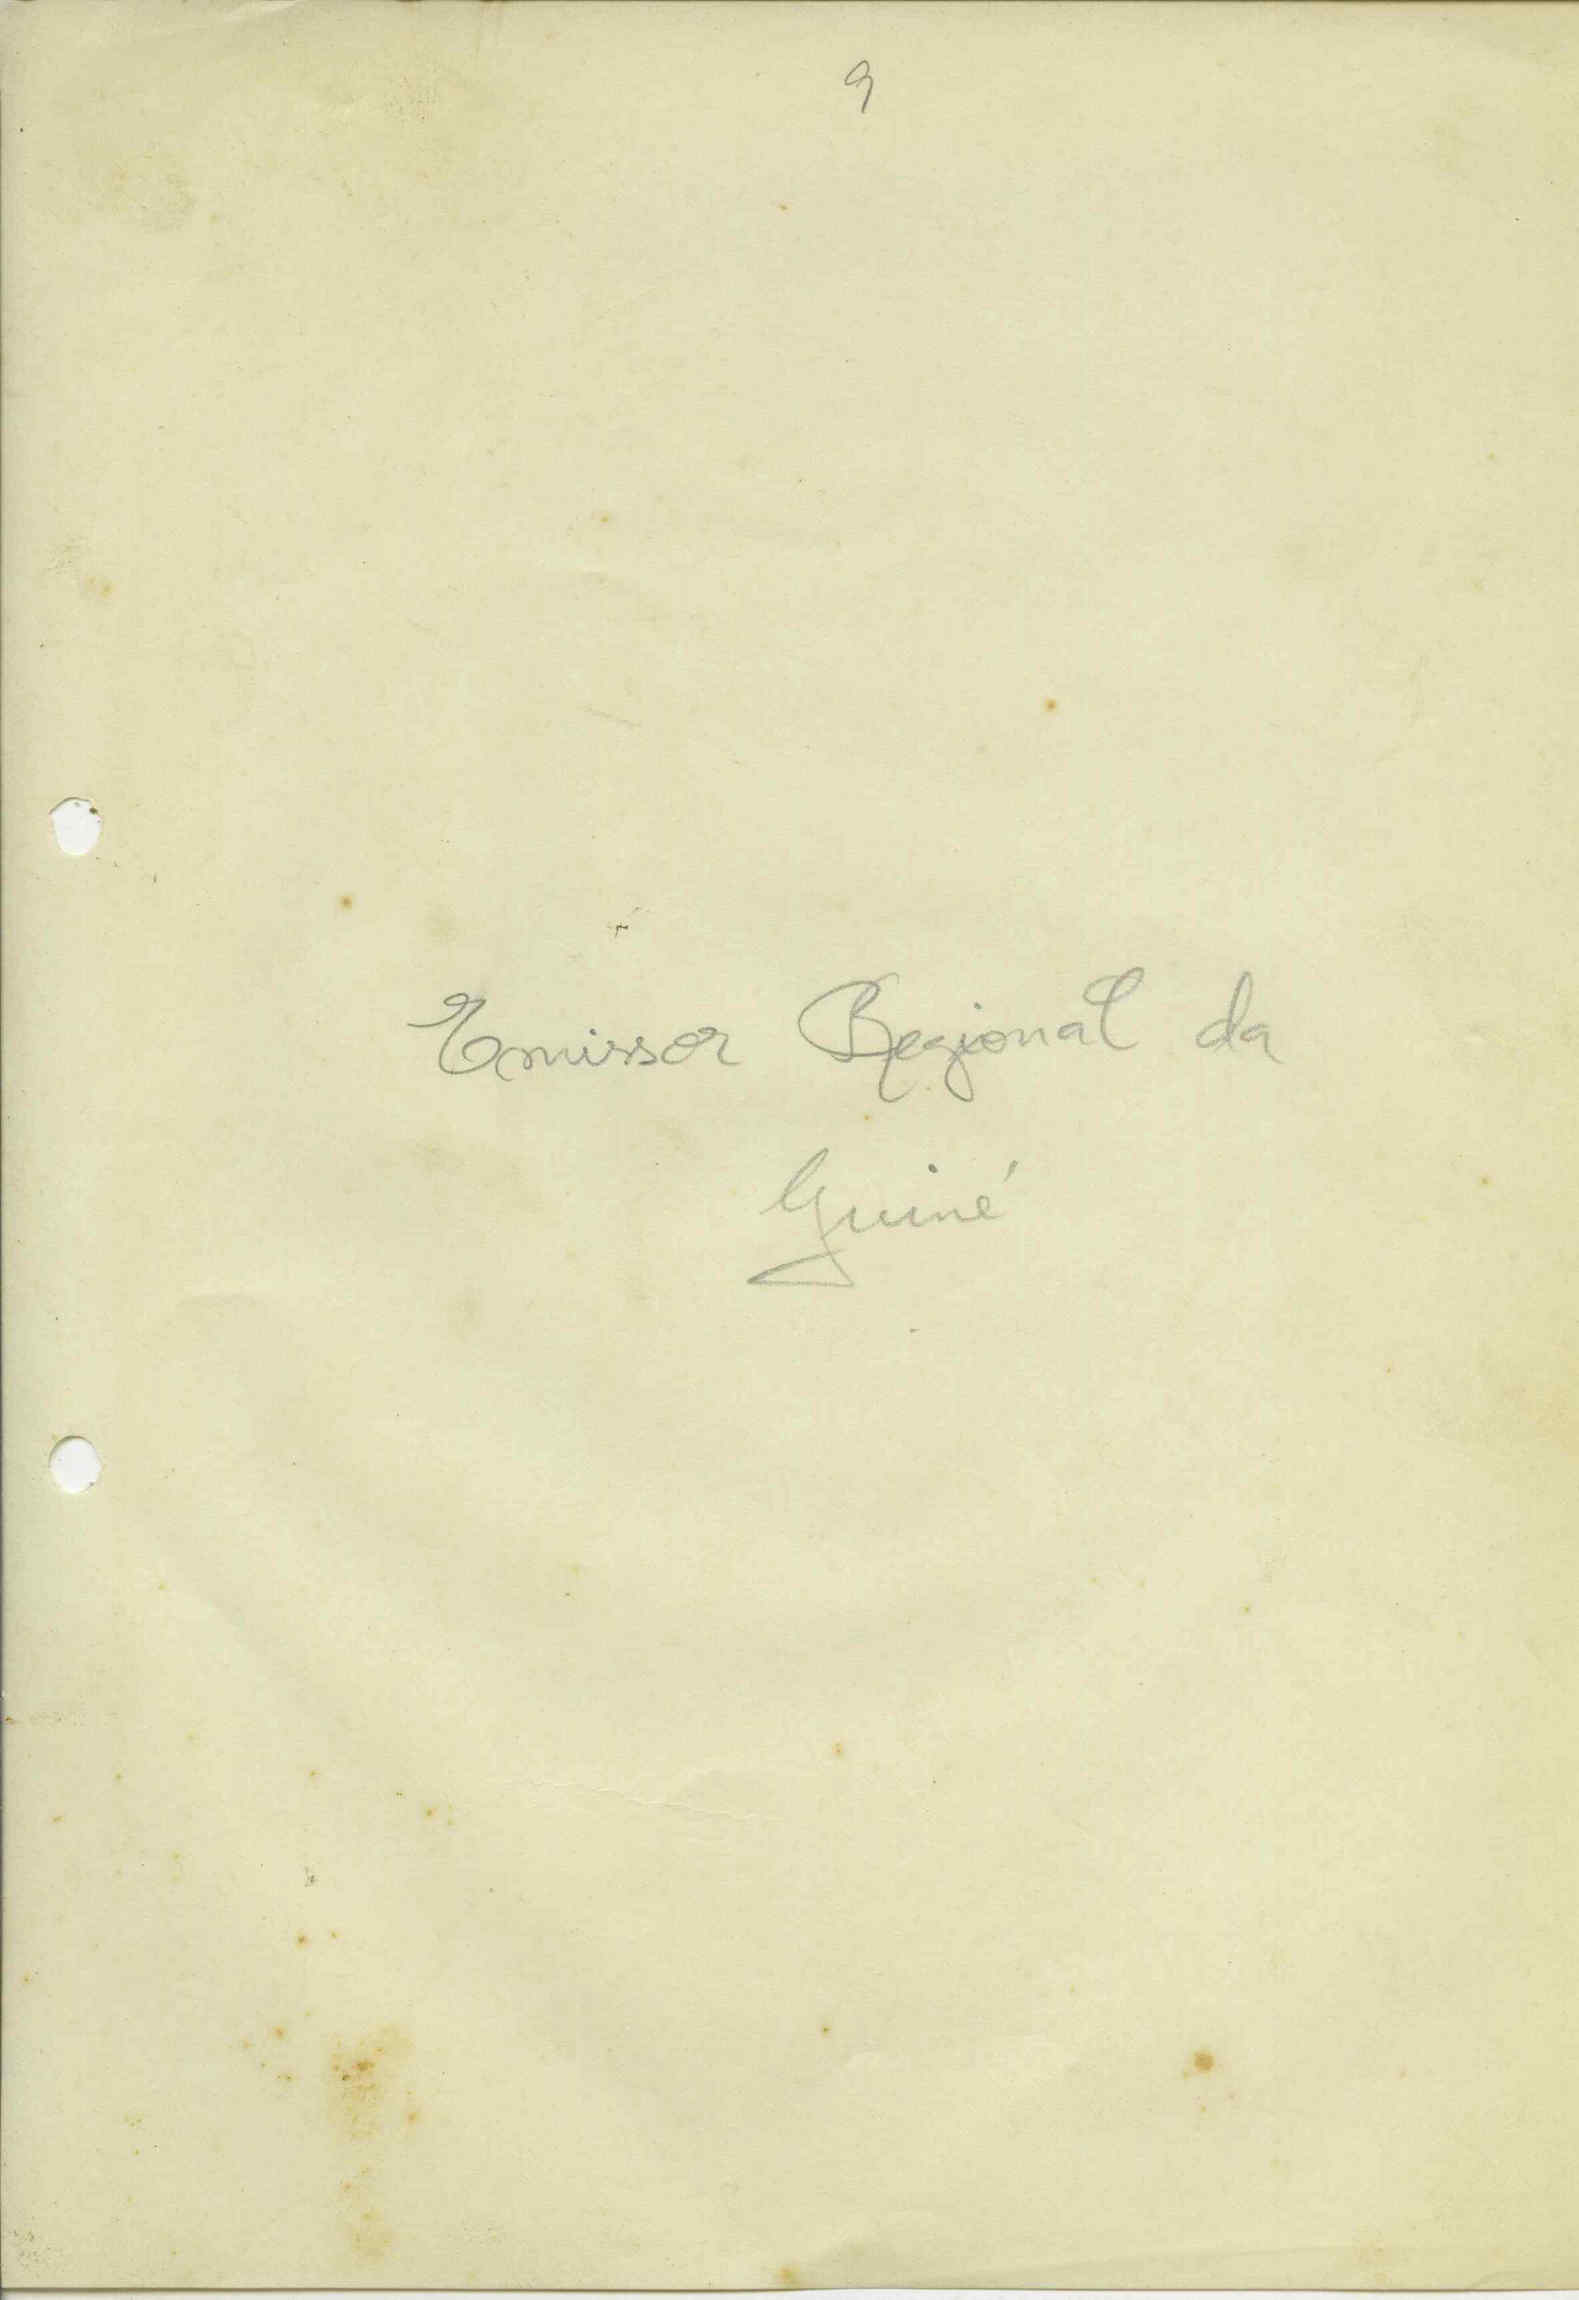 9
Emissor Regional da
Guiné